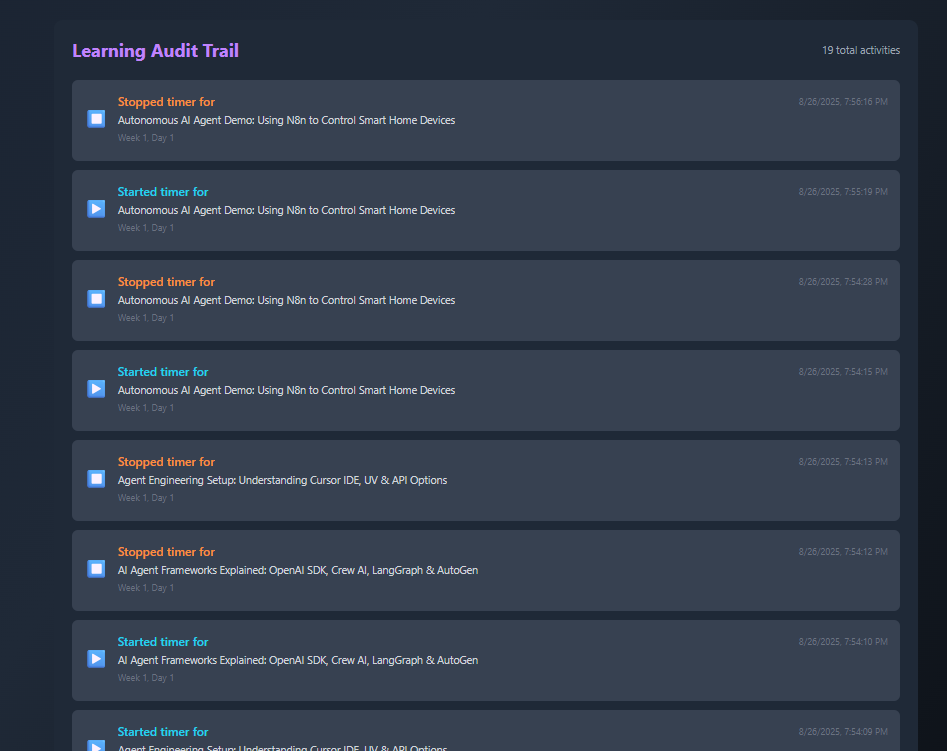 Learning Audit Trail
19 total activities
Stopped timer for
8/26/2025, 7:56:16 PM
Autonomous AI Agent Demo: Using N8n to Control Smart Home Devices
Week 1, Day 1
Started timer for
8/26/2025, 7:55:19 PM
Autonomous AI Agent Demo: Using N8n to Control Smart Home Devices
Week 1, Day 1
Stopped timer for
8/26/2025, 7:54:28 PM
Autonomous AI Agent Demo: Using N8n to Control Smart Home Devices
Week 1, Day 1
Started timer for
8/26/2025, 7:54:15 PM
Autonomous AI Agent Demo: Using N8n to Control Smart Home Devices
Week 1, Day 1
Stopped timer for
8/26/2025, 7:54:13 PM
Agent Engineering Setup: Understanding Cursor IDE, UV & API Options
Week 1, Day 1
Stopped timer for
8/26/2025, 7:54:12 PM
AI Agent Frameworks Explained: OpenAI SDK, Crew AI, LangGraph & AutoGen
Week 1, Day 1
Started timer for
8/26/2025, 7:54:10 PM
AI Agent Frameworks Explained: OpenAI SDK, Crew AI, LangGraph & AutoGen
Week 1, Day 1
Started timer for
8/26/2025, 7:54:09 PM
Agent Engineering Setup: Understanding Cursor IDE, UV & API Options